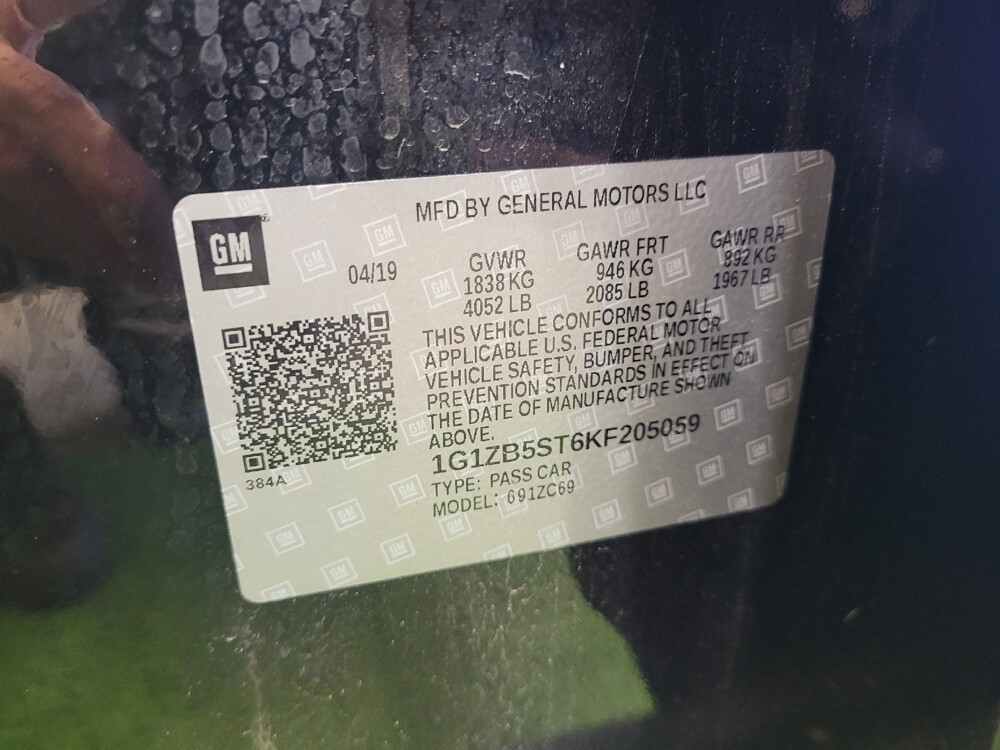 MFD BY GENERAL MOTORS LLC
GM
04/19
GVWR
1838 KG
4052 LB
GAWR FRT
946 KG
2085 LB
GAWR RR
892 KG
1967 LB
THIS VEHICLE CONFORMS TO ALL
APPLICABLE U.S. FEDERAL MOTOR
VEHICLE SAFETY, BUMPER, AND THEFT
PREVENTION STANDARDS IN EFFECT ON
THE DATE OF MANUFACTURE SHOWN
ABOVE.
1G1ZB5ST6KF205059
TYPE: PASS CAR
MODEL: 691ZC69
384A